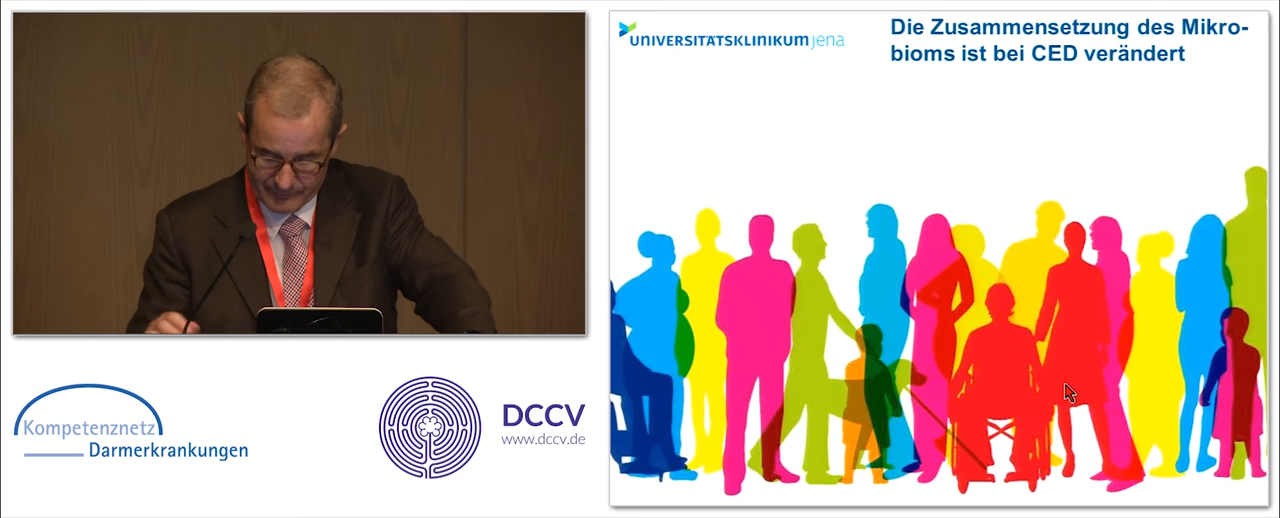 UNIVERSITÄTSKLINIKUM jena
Die Zusammensetzung des Mikro-
bioms ist bei CED verändert
Kompetenznetz
Darmerkrankungen
DCCV
www.dccv.de